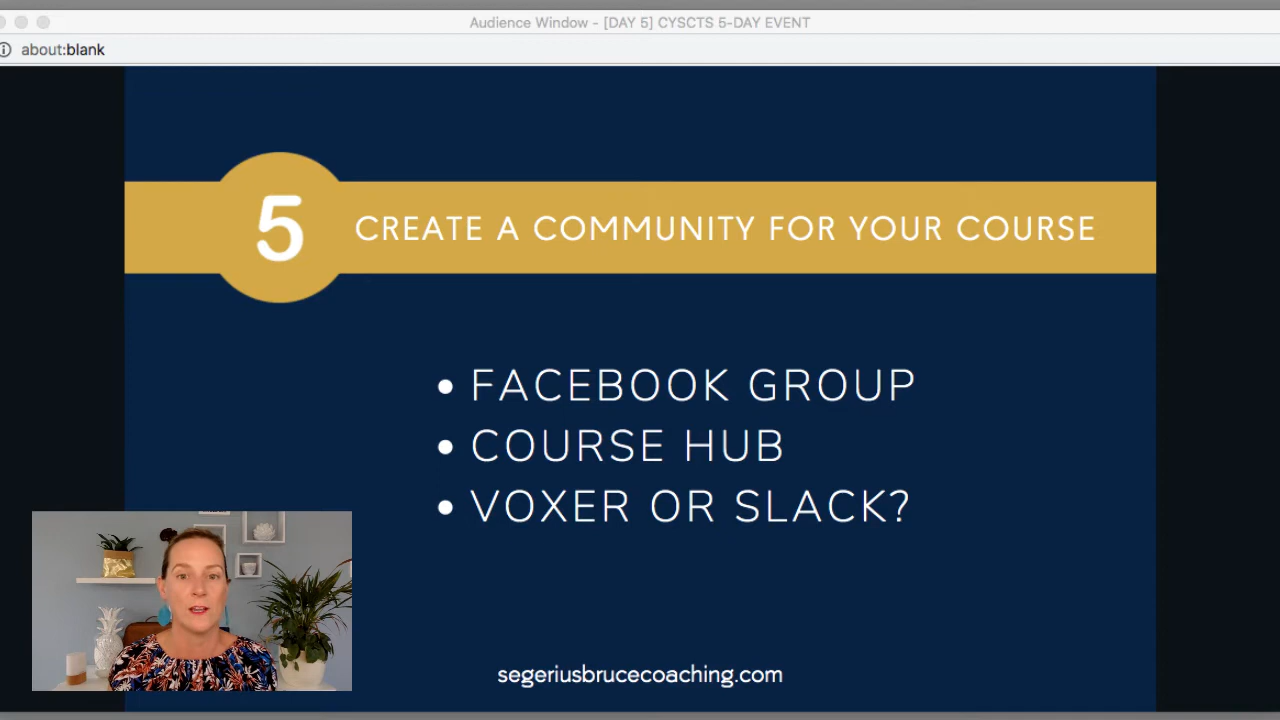 Audience Window - [DAY 5] CYSCTS 5-DAY EVENT
about:blank
5 CREATE A COMMUNITY FOR YOUR COURSE
• FACEBOOK GROUP
• COURSE HUB
• VOXER OR SLACK?
segeriusbrucecoaching.com